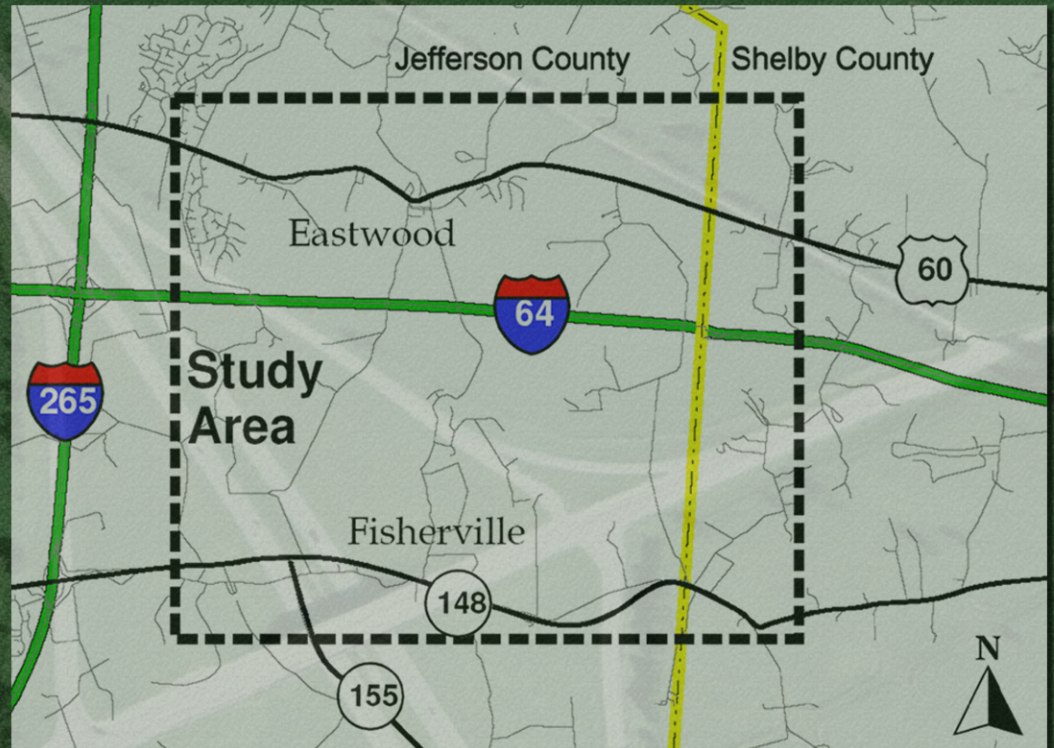 Jefferson County
Shelby County
Eastwood
60
64
Study
Area
265
Fisherville
148
155
N